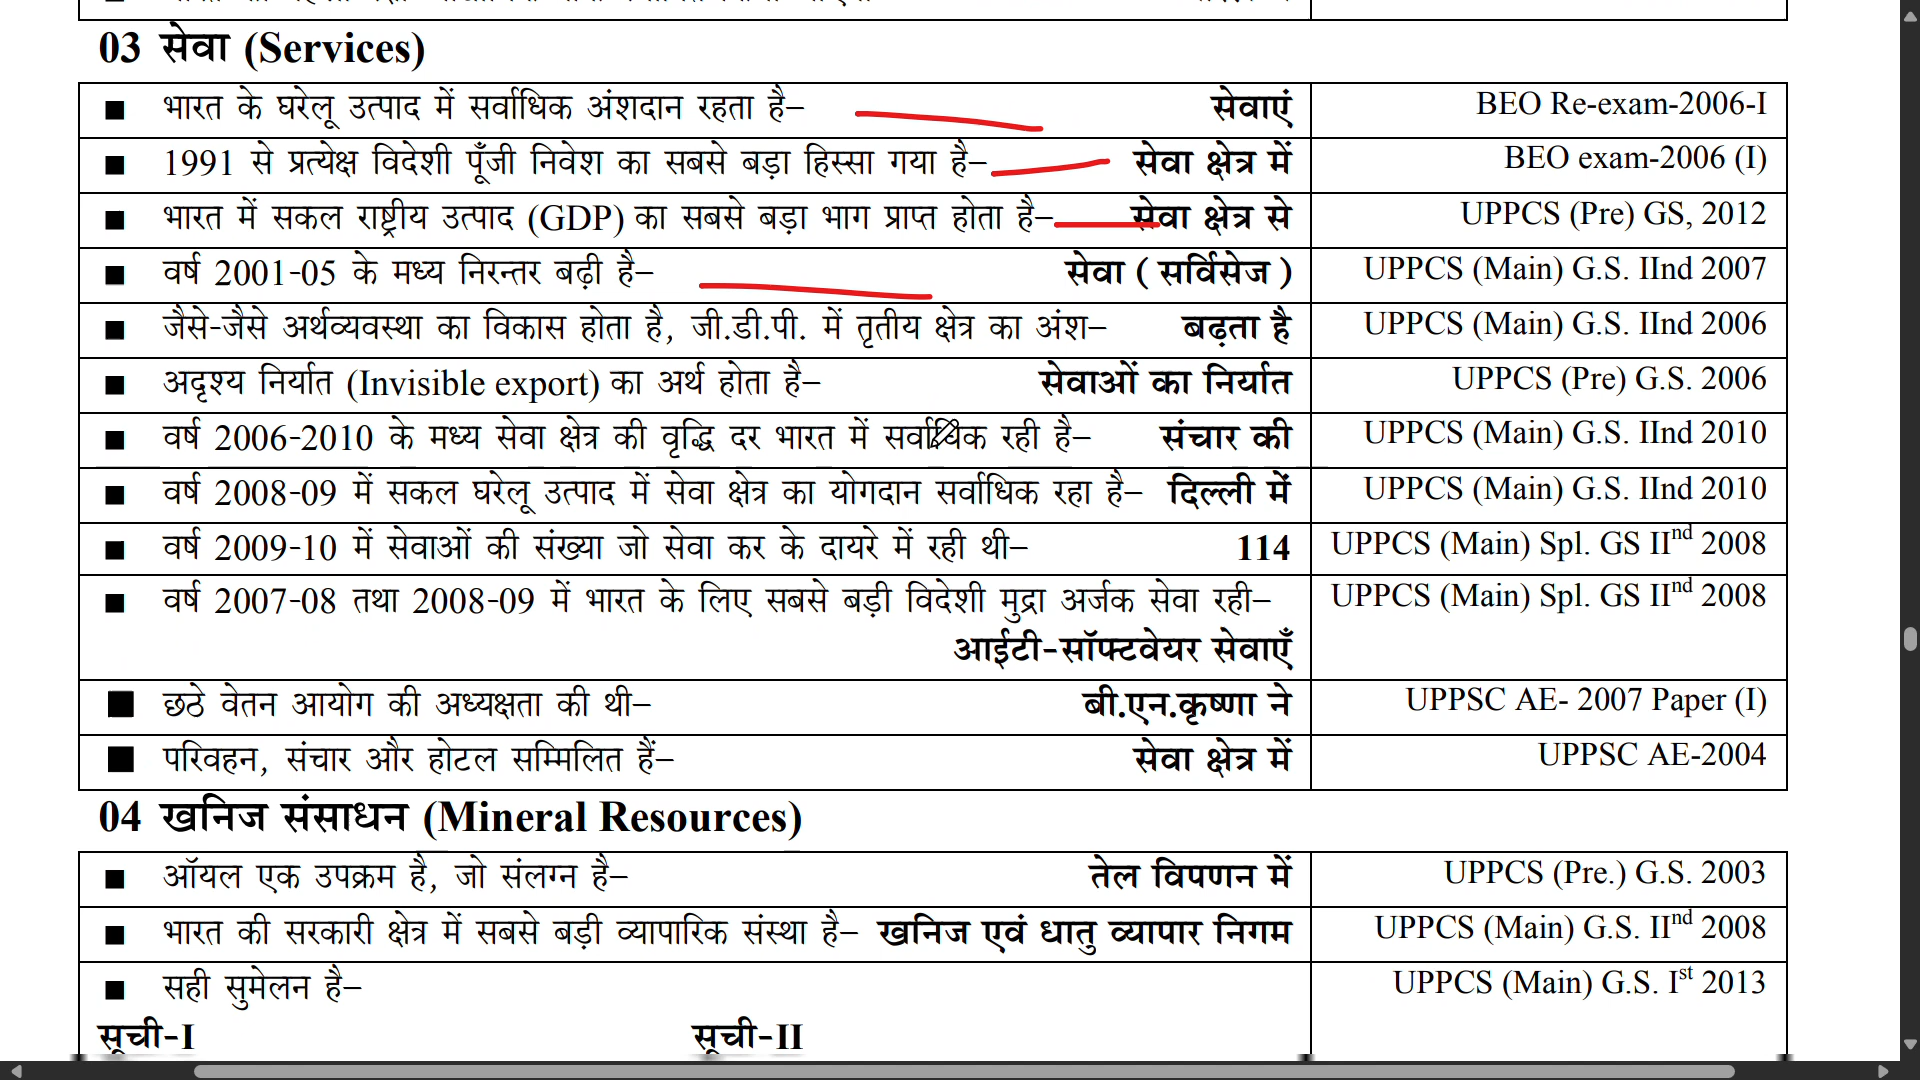 03 सेवा (Services)
■ भारत के घरेलू उत्पाद में सर्वाधिक अंशदान रहता है– सेवाएं BEO Re-exam-2006-I
■ 1991 से प्रत्येक्ष विदेशी पूँजी निवेश का सबसे बड़ा हिस्सा गया है– सेवा क्षेत्र में BEO exam-2006 (I)
■ भारत में सकल राष्ट्रीय उत्पाद (GDP) का सबसे बड़ा भाग प्राप्त होता है– सेवा क्षेत्र से UPPCS (Pre) GS, 2012
■ वर्ष 2001-05 के मध्य निरन्तर बढ़ी है– सेवा (सर्विसेज) UPPCS (Main) G.S. IInd 2007
■ जैसे-जैसे अर्थव्यवस्था का विकास होता है, जी.डी.पी. में तृतीय क्षेत्र का अंश– बढ़ता है UPPCS (Main) G.S. IInd 2006
■ अदृश्य निर्यात (Invisible export) का अर्थ होता है– सेवाओं का निर्यात UPPCS (Pre) G.S. 2006
■ वर्ष 2006-2010 के मध्य सेवा क्षेत्र की वृद्धि दर भारत में सर्वाधिक रही है– संचार की UPPCS (Main) G.S. IInd 2010
■ वर्ष 2008-09 में सकल घरेलू उत्पाद में सेवा क्षेत्र का योगदान सर्वाधिक रहा है– दिल्ली में UPPCS (Main) G.S. IInd 2010
■ वर्ष 2009-10 में सेवाओं की संख्या जो सेवा कर के दायरे में रही थी– 114 UPPCS (Main) Spl. GS IInd 2008
■ वर्ष 2007-08 तथा 2008-09 में भारत के लिए सबसे बड़ी विदेशी मुद्रा अर्जक सेवा रही– UPPCS (Main) Spl. GS IInd 2008
आईटी-सॉफ्टवेयर सेवाएँ
■ छठे वेतन आयोग की अध्यक्षता की थी– बी.एन.कृष्णा ने UPPSC AE- 2007 Paper (I)
■ परिवहन, संचार और होटल सम्मिलित हैं– सेवा क्षेत्र में UPPSC AE-2004
04 खनिज संसाधन (Mineral Resources)
■ ऑयल एक उपक्रम है, जो संलग्न है– तेल विपणन में UPPCS (Pre.) G.S. 2003
■ भारत की सरकारी क्षेत्र में सबसे बड़ी व्यापारिक संस्था है– खनिज एवं धातु व्यापार निगम UPPCS (Main) G.S. IInd 2008
■ सही सुमेलन है– UPPCS (Main) G.S. Ist 2013
सूची-I सूची-II